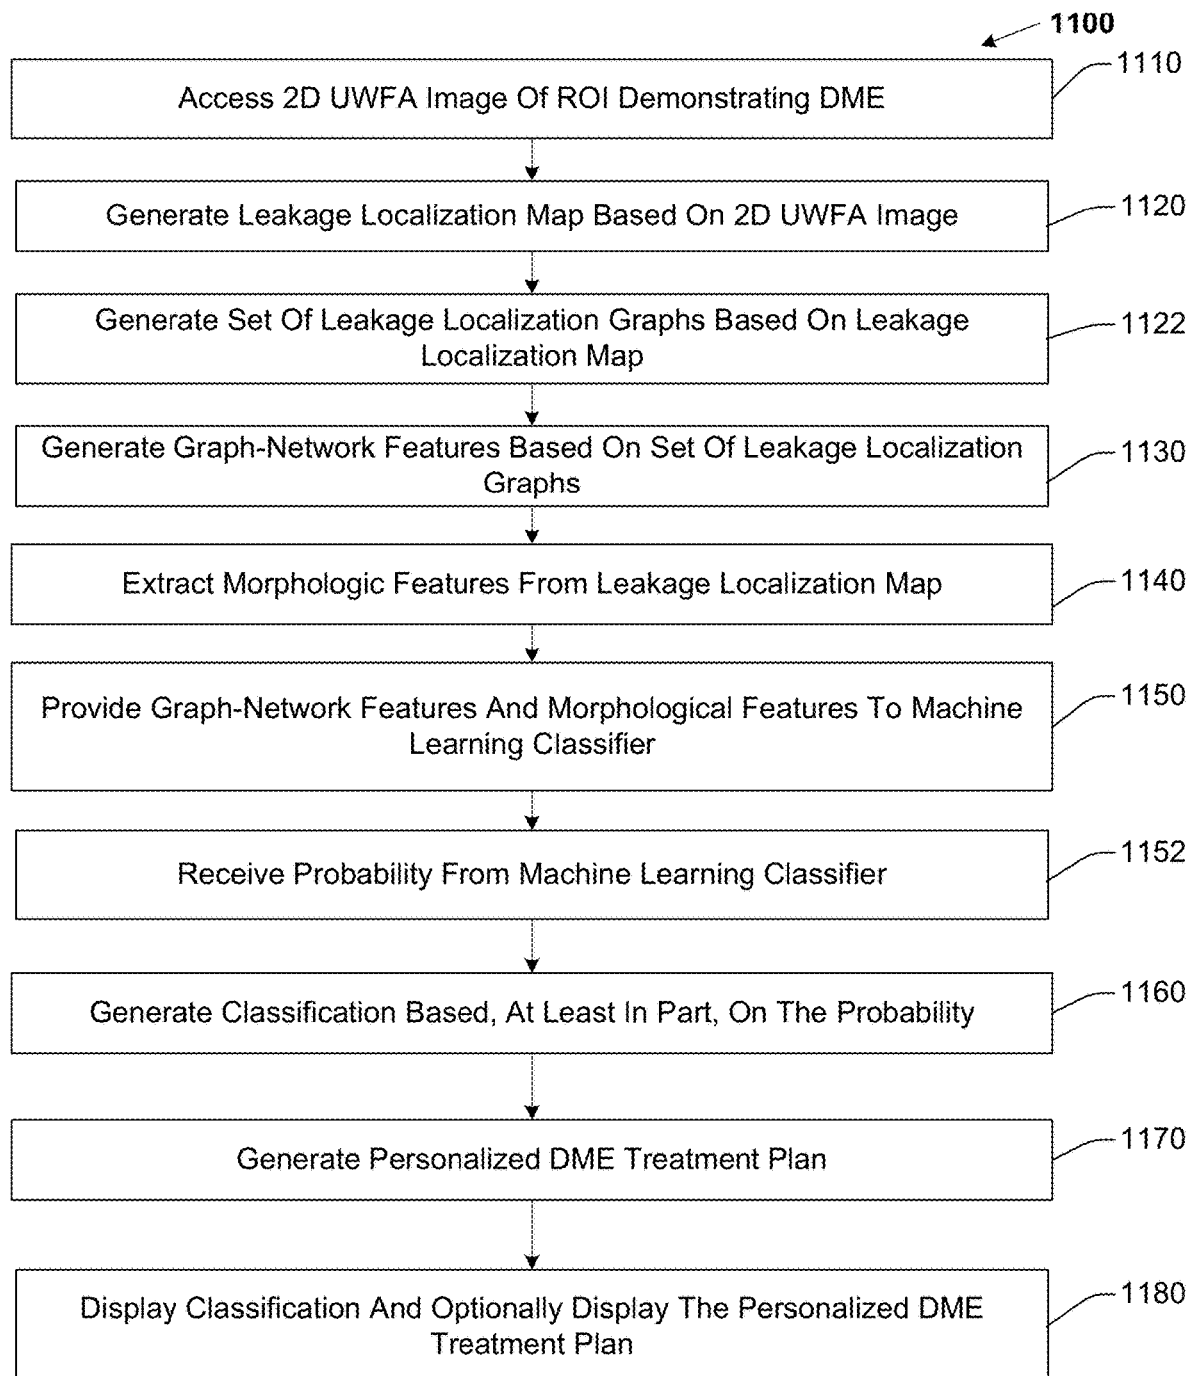 1100
1110
Access 2D UWFA Image Of ROI Demonstrating DME
1120
Generate Leakage Localization Map Based On 2D UWFA Image
1122
Generate Set Of Leakage Localization Graphs Based On Leakage
Localization Map
1130
Generate Graph-Network Features Based On Set Of Leakage Localization
Graphs
1140
Extract Morphologic Features From Leakage Localization Map
1150
Provide Graph-Network Features And Morphological Features To Machine
Learning Classifier
1152
Receive Probability From Machine Learning Classifier
1160
Generate Classification Based, At Least In Part, On The Probability
1170
Generate Personalized DME Treatment Plan
1180
Display Classification And Optionally Display The Personalized DME
Treatment Plan